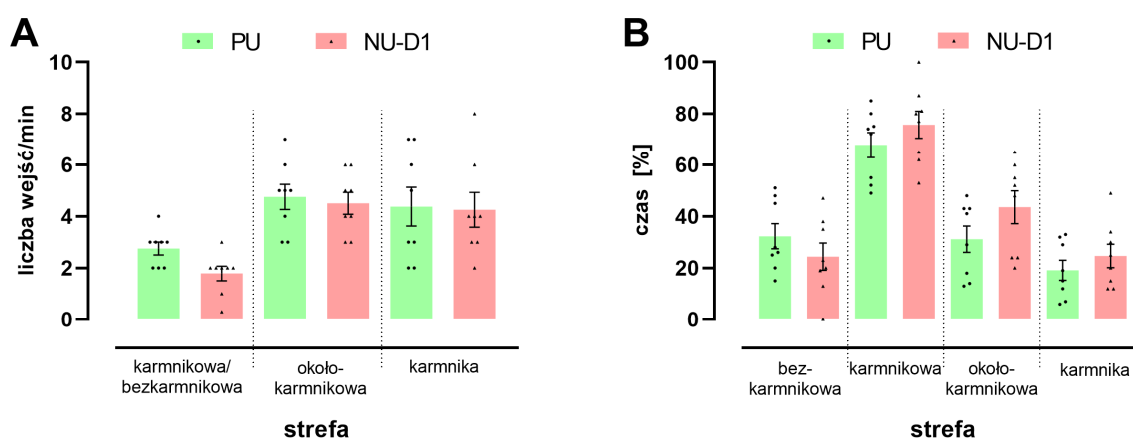 A
PU
NU-D1
liczba wejść/min
10
8
6
4
2
0
karmnikowa/
bezkarmnikowa
około-
karmnikowa
karmnika
strefa
B
PU
NU-D1
czas [%]
100
80
60
40
20
0
bez-
karmnikowa
karmnikowa
około-
karmnikowa
karmnika
strefa